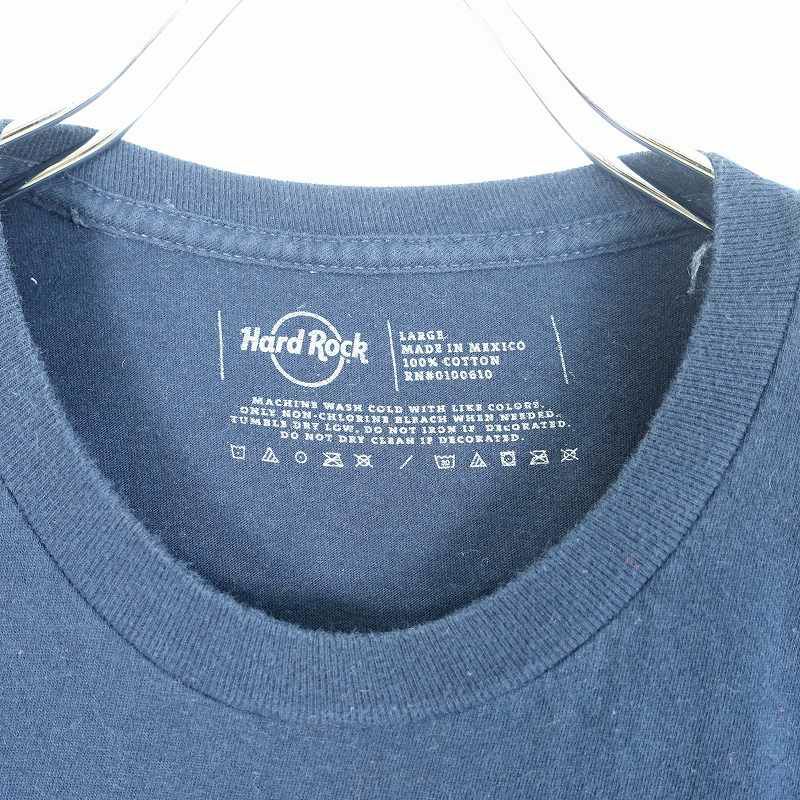 Hard Rock
LARGE
MADE IN MEXICO
100% COTTON
RN#0100610
MACHINE WASH COLD WITH LIKE COLORS.
ONLY NON-CHLORINE BLEACH WHEN NEEDED.
TUMBLE DRY LOW. DO NOT IRON IF DECORATED.
DO NOT DRY CLEAN IF DECORATED.
30